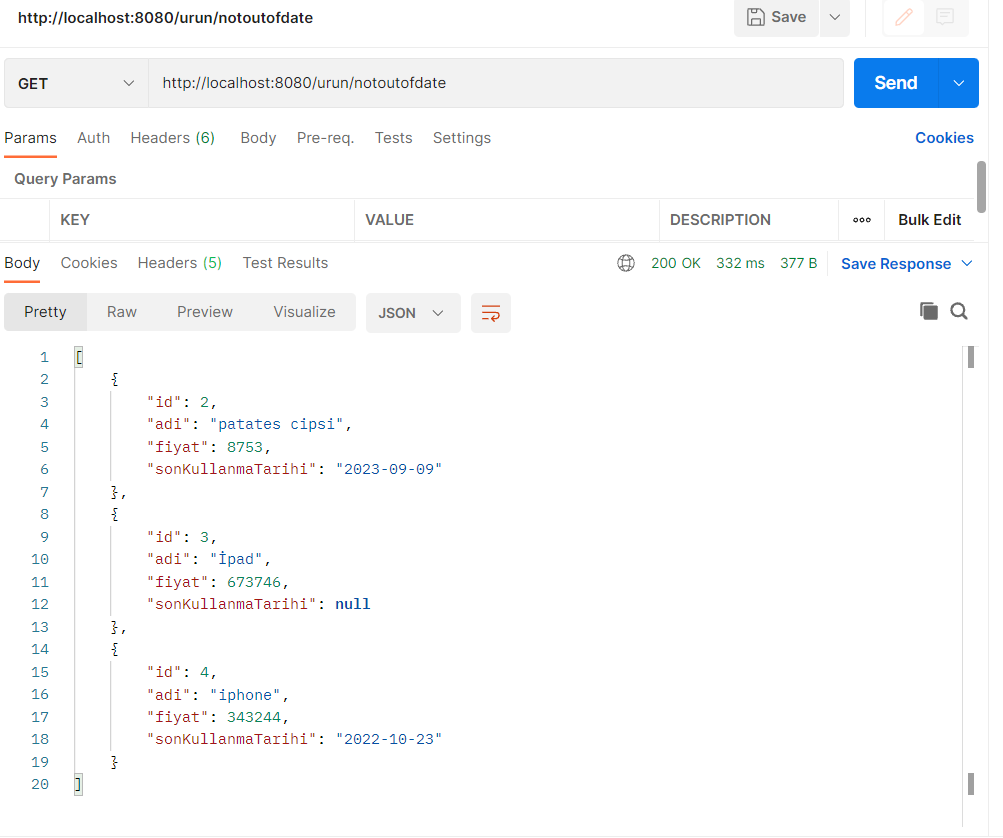 http://localhost:8080/urun/notoutofdate Save
GET http://localhost:8080/urun/notoutofdate Send
Params Auth Headers (6) Body Pre-req. Tests Settings Cookies
Query Params
KEY VALUE DESCRIPTION ooo Bulk Edit
Body Cookies Headers (5) Test Results 200 OK 332 ms 377 B Save Response
Pretty Raw Preview Visualize JSON
1 [
2 {
3 "id": 2,
4 "adi": "patates cipsi",
5 "fiyat": 8753,
6 "sonKullanmaTarihi": "2023-09-09"
7 },
8 {
9 "id": 3,
10 "adi": "İpad",
11 "fiyat": 673746,
12 "sonKullanmaTarihi": null
13 },
14 {
15 "id": 4,
16 "adi": "iphone",
17 "fiyat": 343244,
18 "sonKullanmaTarihi": "2022-10-23"
19 }
20 ]